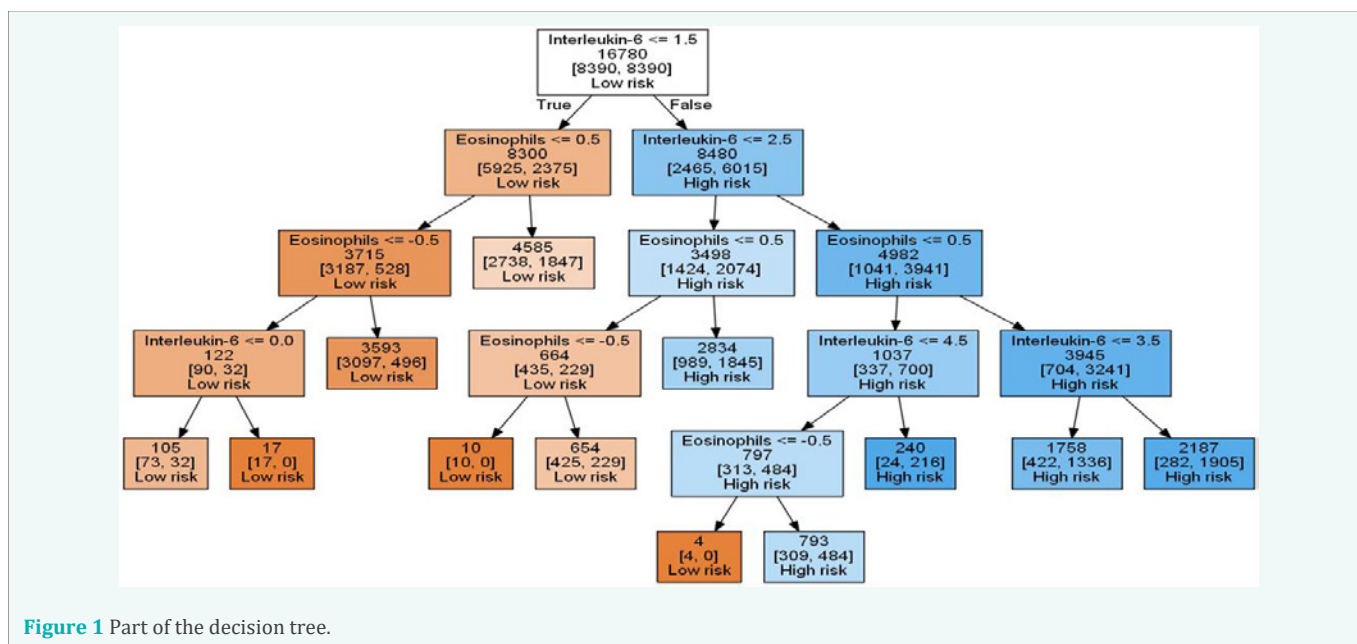 Interleukin-6 <= 1.5
16780
[8390, 8390]
Low risk
True
False
Eosinophils <= 0.5
8300
[5925, 2375]
Low risk
Interleukin-6 <= 2.5
8480
[2465, 6015]
High risk
Eosinophils <= -0.5
3715
[3187, 528]
Low risk
4585
[2738, 1847]
Low risk
Eosinophils <= 0.5
3498
[1424, 2074]
High risk
Eosinophils <= 0.5
4982
[1041, 3941]
High risk
Interleukin-6 <= 0.0
122
[90, 32]
Low risk
3593
[3097, 496]
Low risk
Eosinophils <= -0.5
664
[435, 229]
Low risk
2834
[989, 1845]
High risk
Interleukin-6 <= 4.5
1037
[337, 700]
High risk
Interleukin-6 <= 3.5
3945
[704, 3241]
High risk
105
[73, 32]
Low risk
17
[17, 0]
Low risk
10
[10, 0]
Low risk
654
[425, 229]
Low risk
Eosinophils <= -0.5
797
[313, 484]
High risk
240
[24, 216]
High risk
1758
[422, 1336]
High risk
2187
[282, 1905]
High risk
4
[4, 0]
Low risk
793
[309, 484]
High risk
Figure 1 Part of the decision tree.